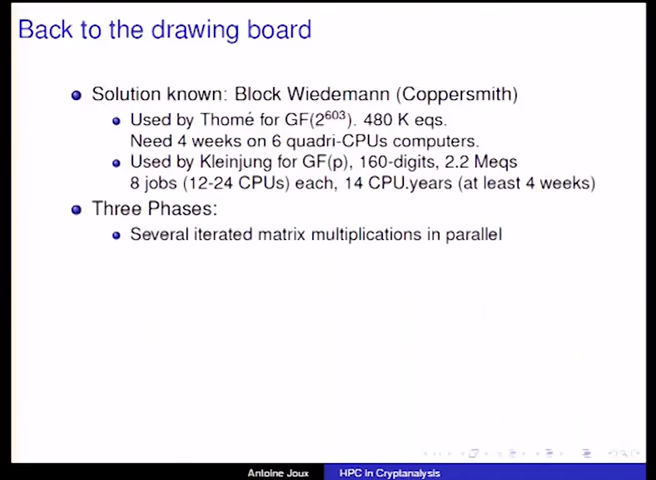 Back to the drawing board
Solution known: Block Wiedemann (Coppersmith)
Used by Thomé for GF(2^603). 480 K eqs.
Need 4 weeks on 6 quadri-CPUs computers.
Used by Kleinjung for GF(p), 160-digits, 2.2 Meqs
8 jobs (12-24 CPUs) each, 14 CPU.years (at least 4 weeks)
Three Phases:
Several iterated matrix multiplications in parallel
Antoine Joux HPC in Cryptanalysis